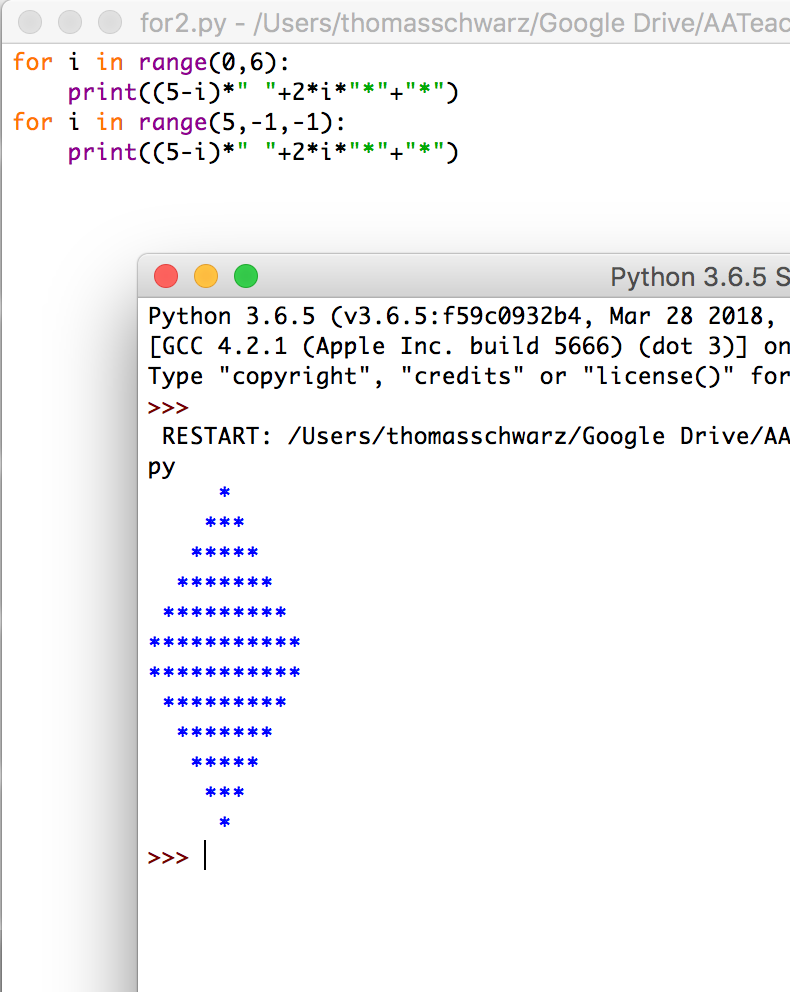 for2.py - /Users/thomasschwarz/Google Drive/AATeac
for i in range(0,6):
    print((5-i)*" "+2*i*"*"+"*")
for i in range(5,-1,-1):
    print((5-i)*" "+2*i*"*"+"*")
Python 3.6.5 S
Python 3.6.5 (v3.6.5:f59c0932b4, Mar 28 2018,
[GCC 4.2.1 (Apple Inc. build 5666) (dot 3)] on
Type "copyright", "credits" or "license()" for
>>>
 RESTART: /Users/thomasschwarz/Google Drive/AA
py
     *
    ***
   *****
  *******
 *********
***********
***********
 *********
  *******
   *****
    ***
     *
>>>